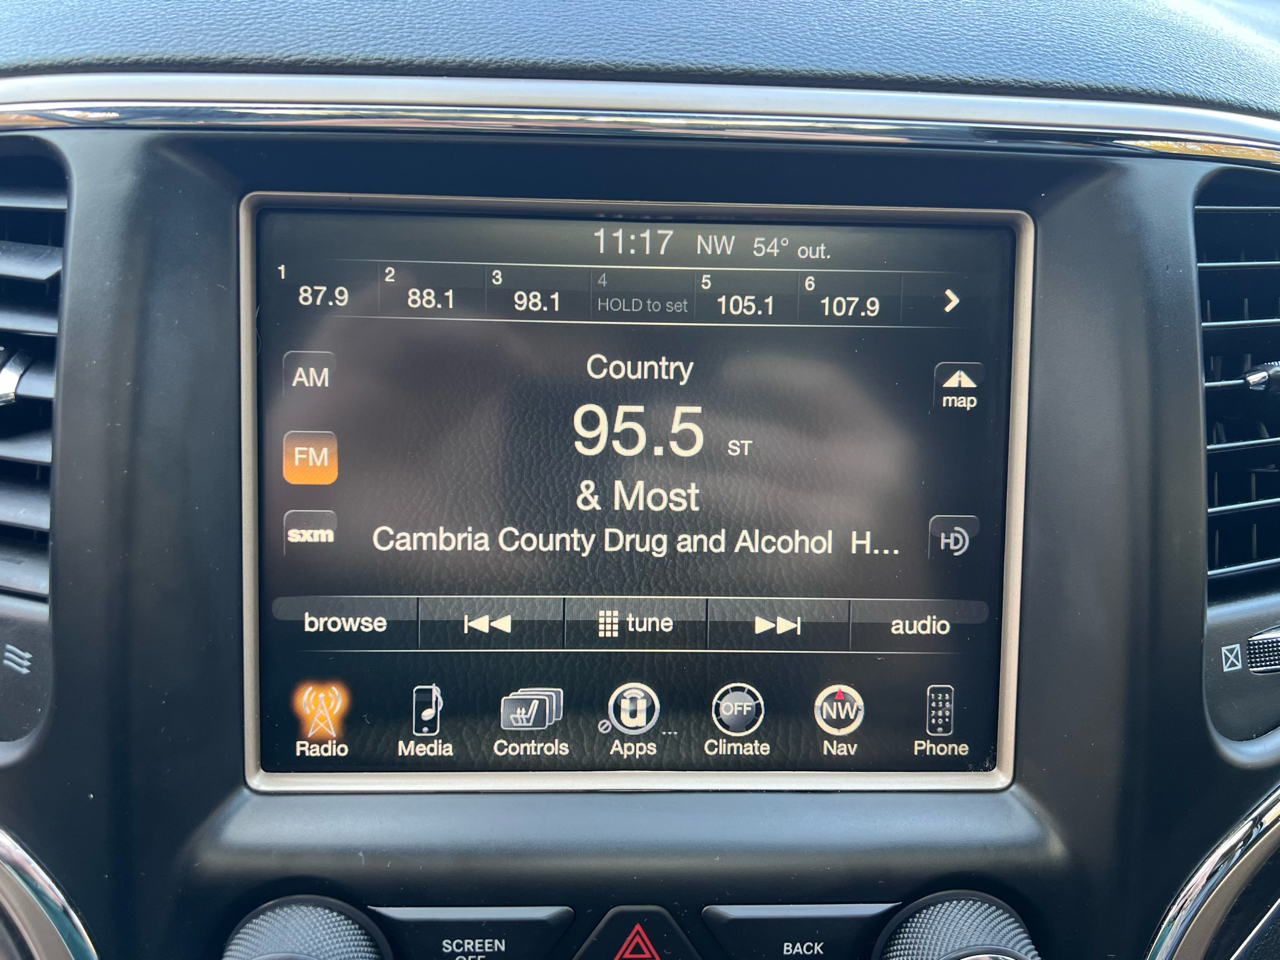 11:17 NW 54° out.
1 2 3 4 5 6
87.9 88.1 98.1 HOLD to set 105.1 107.9
AM
Country
map
95.5 ST
FM
& Most
sxm
Cambria County Drug and Alcohol H...
HD
browse tune audio
OFF NW
Radio Media Controls Apps ... Climate Nav Phone
SCREEN
OFF
BACK